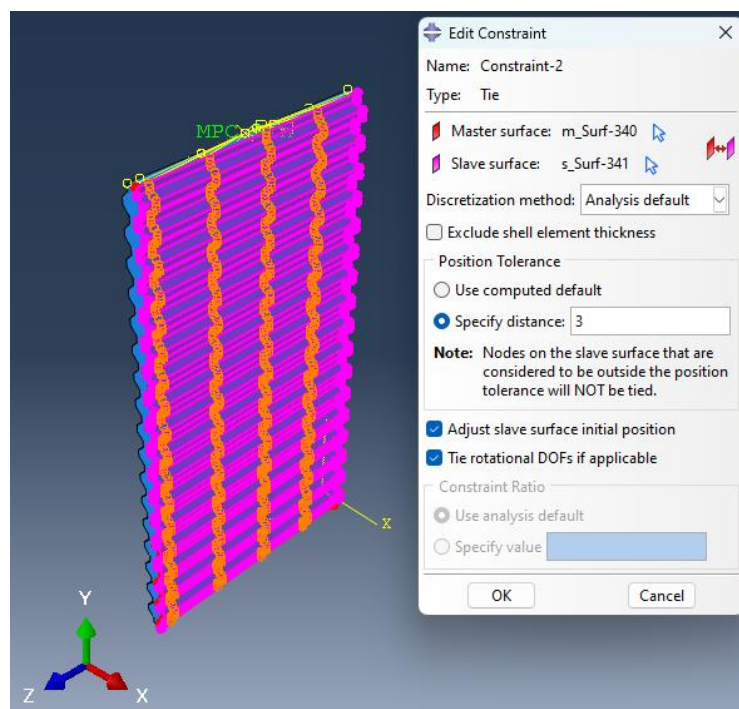 Edit Constraint
Name: Constraint-2
Type: Tie
Master surface: m_Surf-340
Slave surface: s_Surf-341
Discretization method: Analysis default
Exclude shell element thickness
Position Tolerance
Use computed default
Specify distance: 3
Note: Nodes on the slave surface that are
considered to be outside the position
tolerance will NOT be tied.
Adjust slave surface initial position
Tie rotational DOFs if applicable
Constraint Ratio
Use analysis default
Specify value
OK Cancel
X
Y
Z X